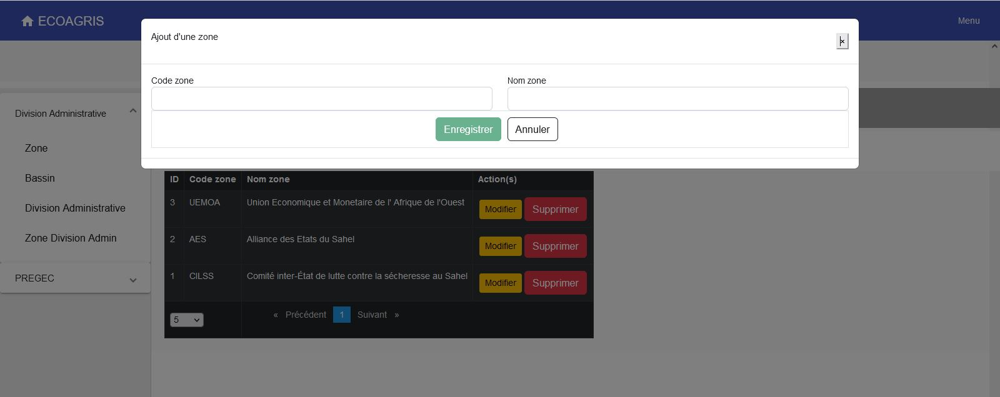 ECOAGRIS
Menu
Ajout d'une zone
×
Code zone
Nom zone
Enregistrer
Annuler
Division Administrative
Zone
Bassin
Division Administrative
Zone Division Admin
PREGEC
ID Code zone Nom zone Action(s)
3 UEMOA Union Economique et Monetaire de l' Afrique de l'Ouest Modifier Supprimer
2 AES Alliance des Etats du Sahel Modifier Supprimer
1 CILSS Comité inter-État de lutte contre la sécheresse au Sahel Modifier Supprimer
5 « Précédent 1 Suivant »